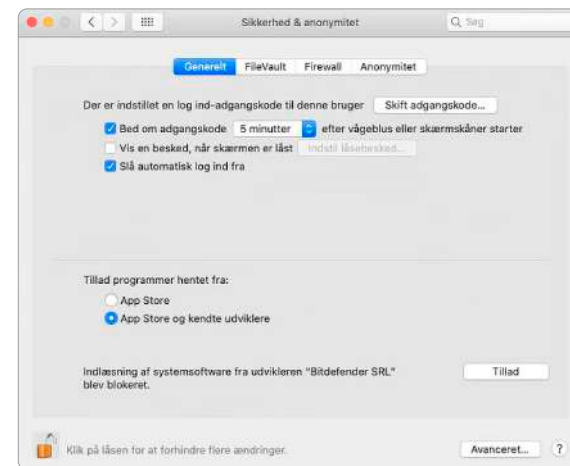 Sikkerhed & anonymitet
Søg
Generelt FileVault Firewall Anonymitet
Der er indstillet en log ind-adgangskode til denne bruger Skift adgangskode...
Bed om adgangskode 5 minutter efter vågeblus eller skærmskåner starter
Vis en besked, når skærmen er låst Indstil låsebesked...
Slå automatisk log ind fra
Tillad programmer hentet fra:
App Store
App Store og kendte udviklere
Indlæsning af systemsoftware fra udvikleren "Bitdefender SRL" Tillad
blev blokeret.
Klik på låsen for at forhindre flere ændringer. Avanceret... ?